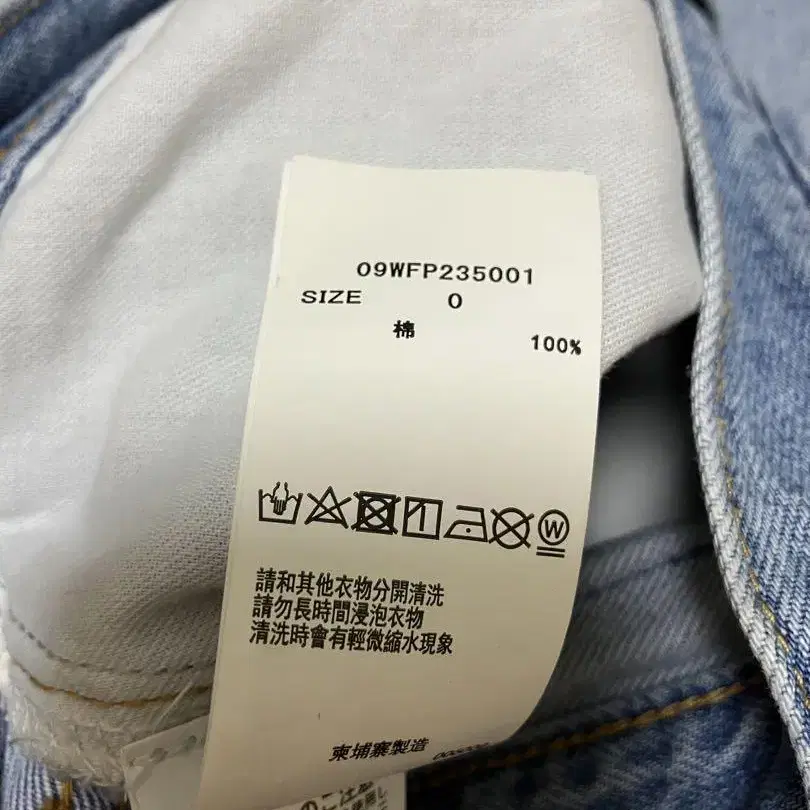 09WFP235001
SIZE 0
棉 100%
W
請和其他衣物分開清洗
請勿長時間浸泡衣物
清洗時會有輕微縮水現象
柬埔寨製造